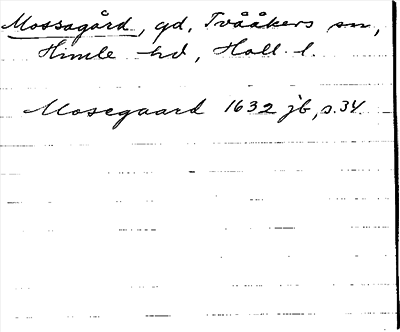 Mossagård, gd, Tvååkers sn,
Himle hd, Hall. l.
Mosegaard 1632 jb, s. 34.